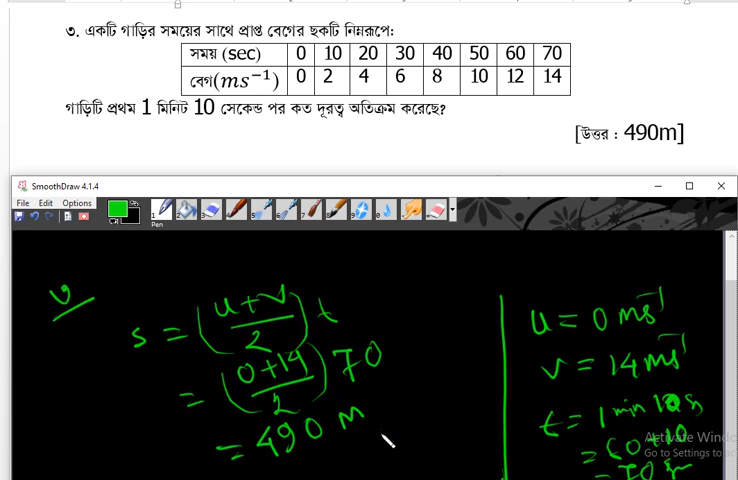 ৩. একটি গাড়ির সময়ের সাথে প্রাপ্ত বেগের ছকটি নিম্নরূপে:
সময় (sec) 0 10 20 30 40 50 60 70
বেগ(ms⁻¹) 0 2 4 6 8 10 12 14
গাড়িটি প্রথম 1 মিনিট 10 সেকেন্ড পর কত দূরত্ব অতিক্রম করেছে?
[উত্তর : 490m]
SmoothDraw 4.1.4
File Edit Options
Pen
৩
s = (u+v/2) t
= (0+14/2) 70
= 490 m
u = 0 ms⁻¹
v = 14 ms⁻¹
t = 1 min 10 s
= 60+10
= 70
Activate Windo
Go to Settings to ac